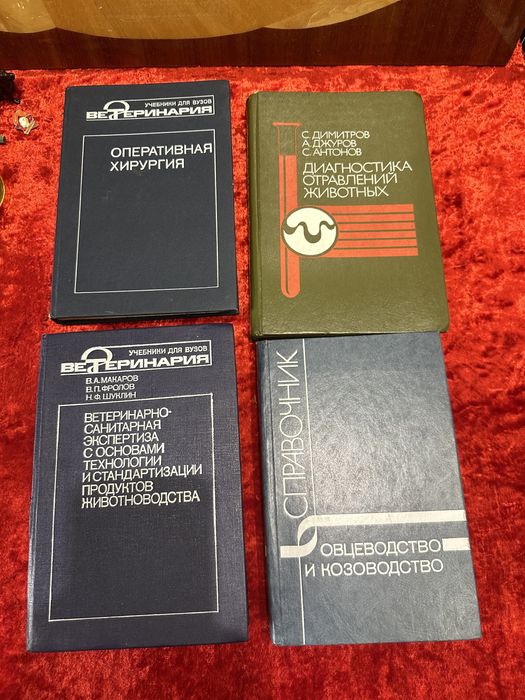 УЧЕБНИКИ ДЛЯ ВУЗОВ
ВЕТЕРИНАРИЯ
ОПЕРАТИВНАЯ
ХИРУРГИЯ
С. ДИМИТРОВ
А. ДЖУРОВ
С. АНТОНОВ
ДИАГНОСТИКА
ОТРАВЛЕНИЙ
ЖИВОТНЫХ
УЧЕБНИКИ ДЛЯ ВУЗОВ
ВЕТЕРИНАРИЯ
В. А. МАКАРОВ
В. П. ФРОЛОВ
Н. Ф. ШУКЛИН
ВЕТЕРИНАРНО-
САНИТАРНАЯ
ЭКСПЕРТИЗА
С ОСНОВАМИ
ТЕХНОЛОГИИ
И СТАНДАРТИЗАЦИИ
ПРОДУКТОВ
ЖИВОТНОВОДСТВА
СПРАВОЧНИК
ОВЦЕВОДСТВО
И КОЗОВОДСТВО